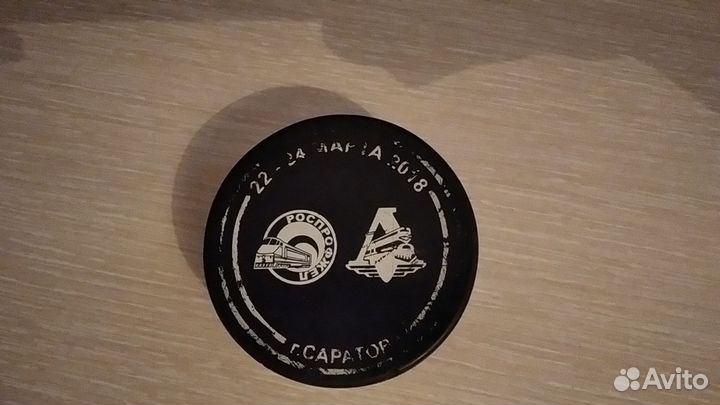 22 - 24 МАРТА 2018
РОСПРОФЖЕЛ
Г.САРАТОВ
Avito